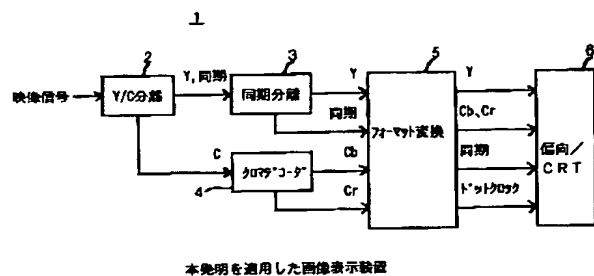 1
2
3
5
6
映像信号
Y/C分離
Y,同期
同期分離
Y
同期
フォーマット変換
Y
Cb、Cr
同期
ドットクロック
偏向/
CRT
C
クロマデコーダ
4
Cb
Cr
本発明を適用した画像表示装置